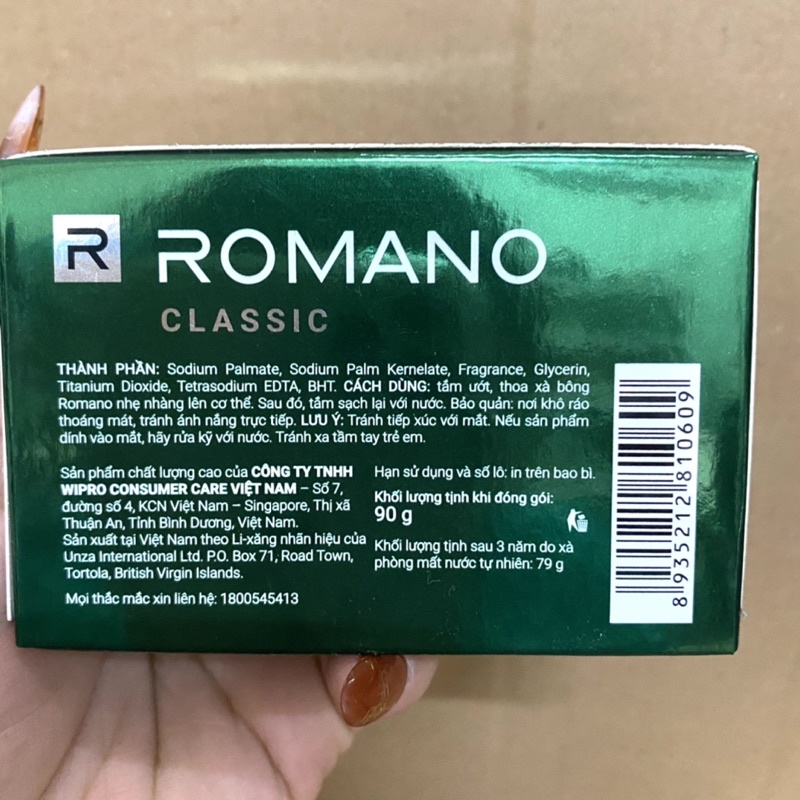 R ROMANO
CLASSIC
THÀNH PHẦN: Sodium Palmate, Sodium Palm Kernelate, Fragrance, Glycerin,
Titanium Dioxide, Tetrasodium EDTA, BHT. CÁCH DÙNG: tắm ướt, thoa xà bông
Romano nhẹ nhàng lên cơ thể. Sau đó, tắm sạch lại với nước. Bảo quản: nơi khô ráo
thoáng mát, tránh ánh nắng trực tiếp. LƯU Ý: Tránh tiếp xúc với mắt. Nếu sản phẩm
dính vào mắt, hãy rửa kỹ với nước. Tránh xa tầm tay trẻ em.
Sản phẩm chất lượng cao của CÔNG TY TNHH
WIPRO CONSUMER CARE VIỆT NAM – Số 7,
đường số 4, KCN Việt Nam – Singapore, Thị xã
Thuận An, Tỉnh Bình Dương, Việt Nam.
Sản xuất tại Việt Nam theo Li-xăng nhãn hiệu của
Unza International Ltd. P.O. Box 71, Road Town,
Tortola, British Virgin Islands.
Mọi thắc mắc xin liên hệ: 1800545413
Hạn sử dụng và số lô: in trên bao bì.
Khối lượng tịnh khi đóng gói:
90 g
Khối lượng tịnh sau 3 năm do xà
phòng mất nước tự nhiên: 79 g
8 935212 810609